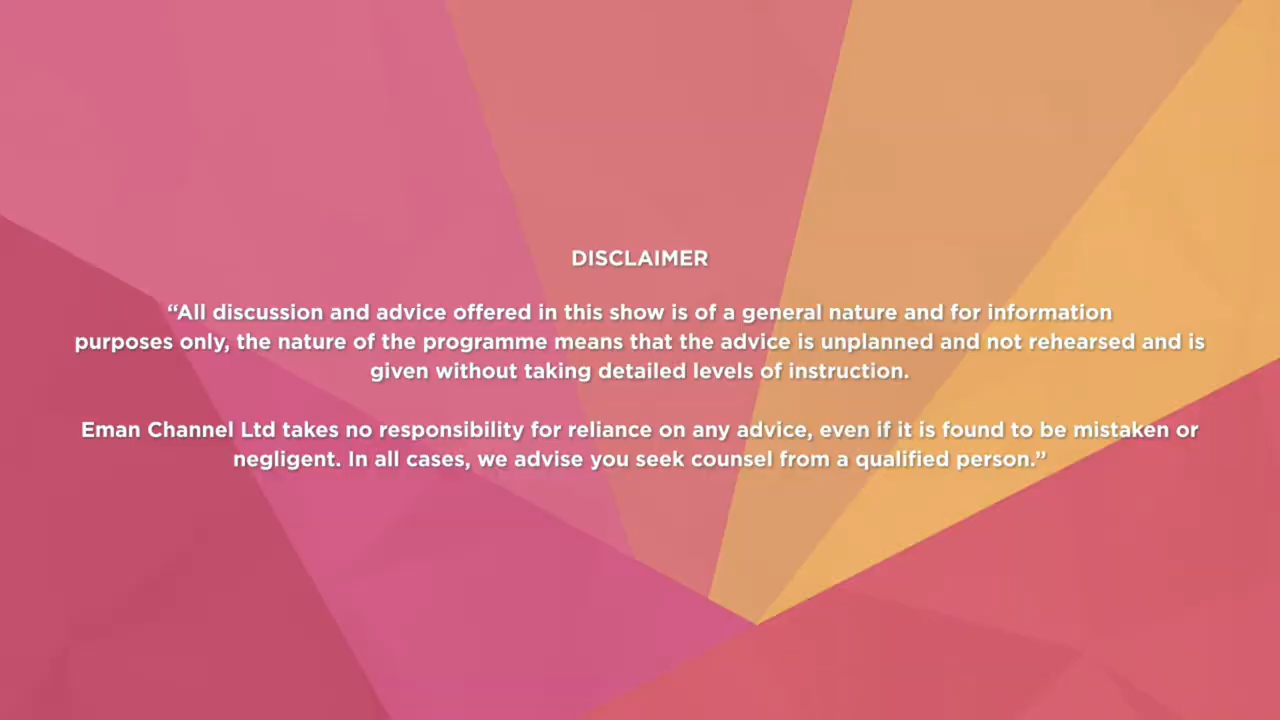 DISCLAIMER
“All discussion and advice offered in this show is of a general nature and for information
purposes only, the nature of the programme means that the advice is unplanned and not rehearsed and is
given without taking detailed levels of instruction.
Eman Channel Ltd takes no responsibility for reliance on any advice, even if it is found to be mistaken or
negligent. In all cases, we advise you seek counsel from a qualified person.”